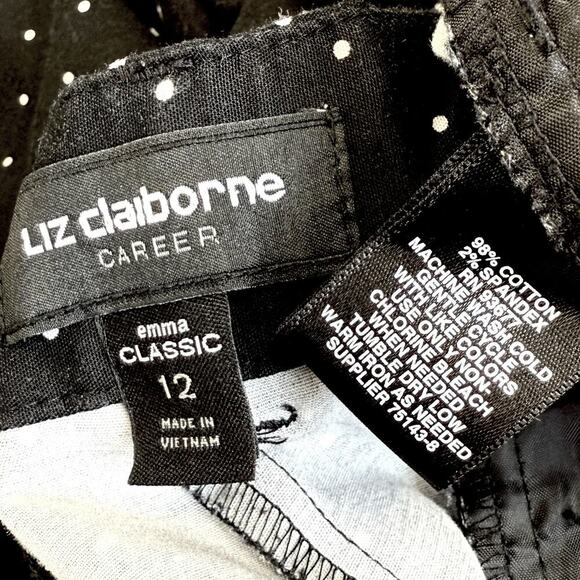 Liz claiborne
CAREER
emma
CLASSIC
12
MADE IN
VIETNAM
98% COTTON
2% SPANDEX
RN 93677
MACHINE WASH COLD
GENTLE CYCLE
WITH LIKE COLORS
USE ONLY NON-
CHLORINE BLEACH
WHEN NEEDED
TUMBLE DRY LOW
WARM IRON AS NEEDED
SUPPLIER 75143-8